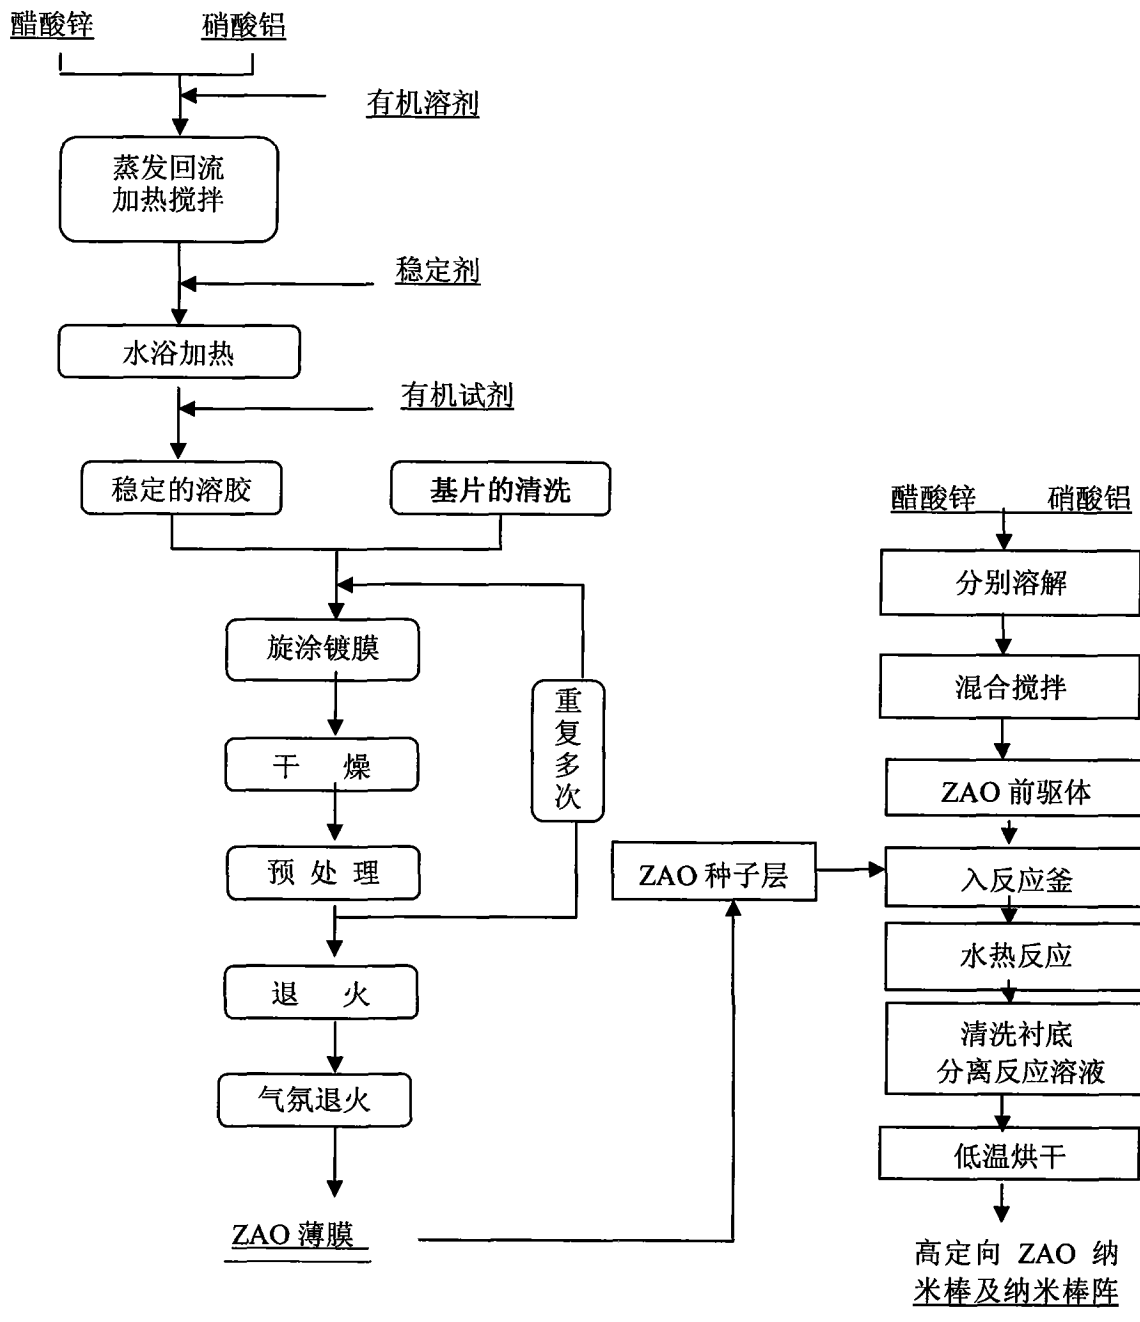 醋酸锌
硝酸铝
有机溶剂
蒸发回流
加热搅拌
稳定剂
水浴加热
有机试剂
稳定的溶胶
基片的清洗
旋涂镀膜
干 燥
预 处 理
重
复
多
次
退 火
气氛退火
ZAO 薄膜
ZAO 种子层
醋酸锌
硝酸铝
分别溶解
混合搅拌
ZAO 前驱体
入反应釜
水热反应
清洗衬底
分离反应溶液
低温烘干
高定向 ZAO 纳
米棒及纳米棒阵